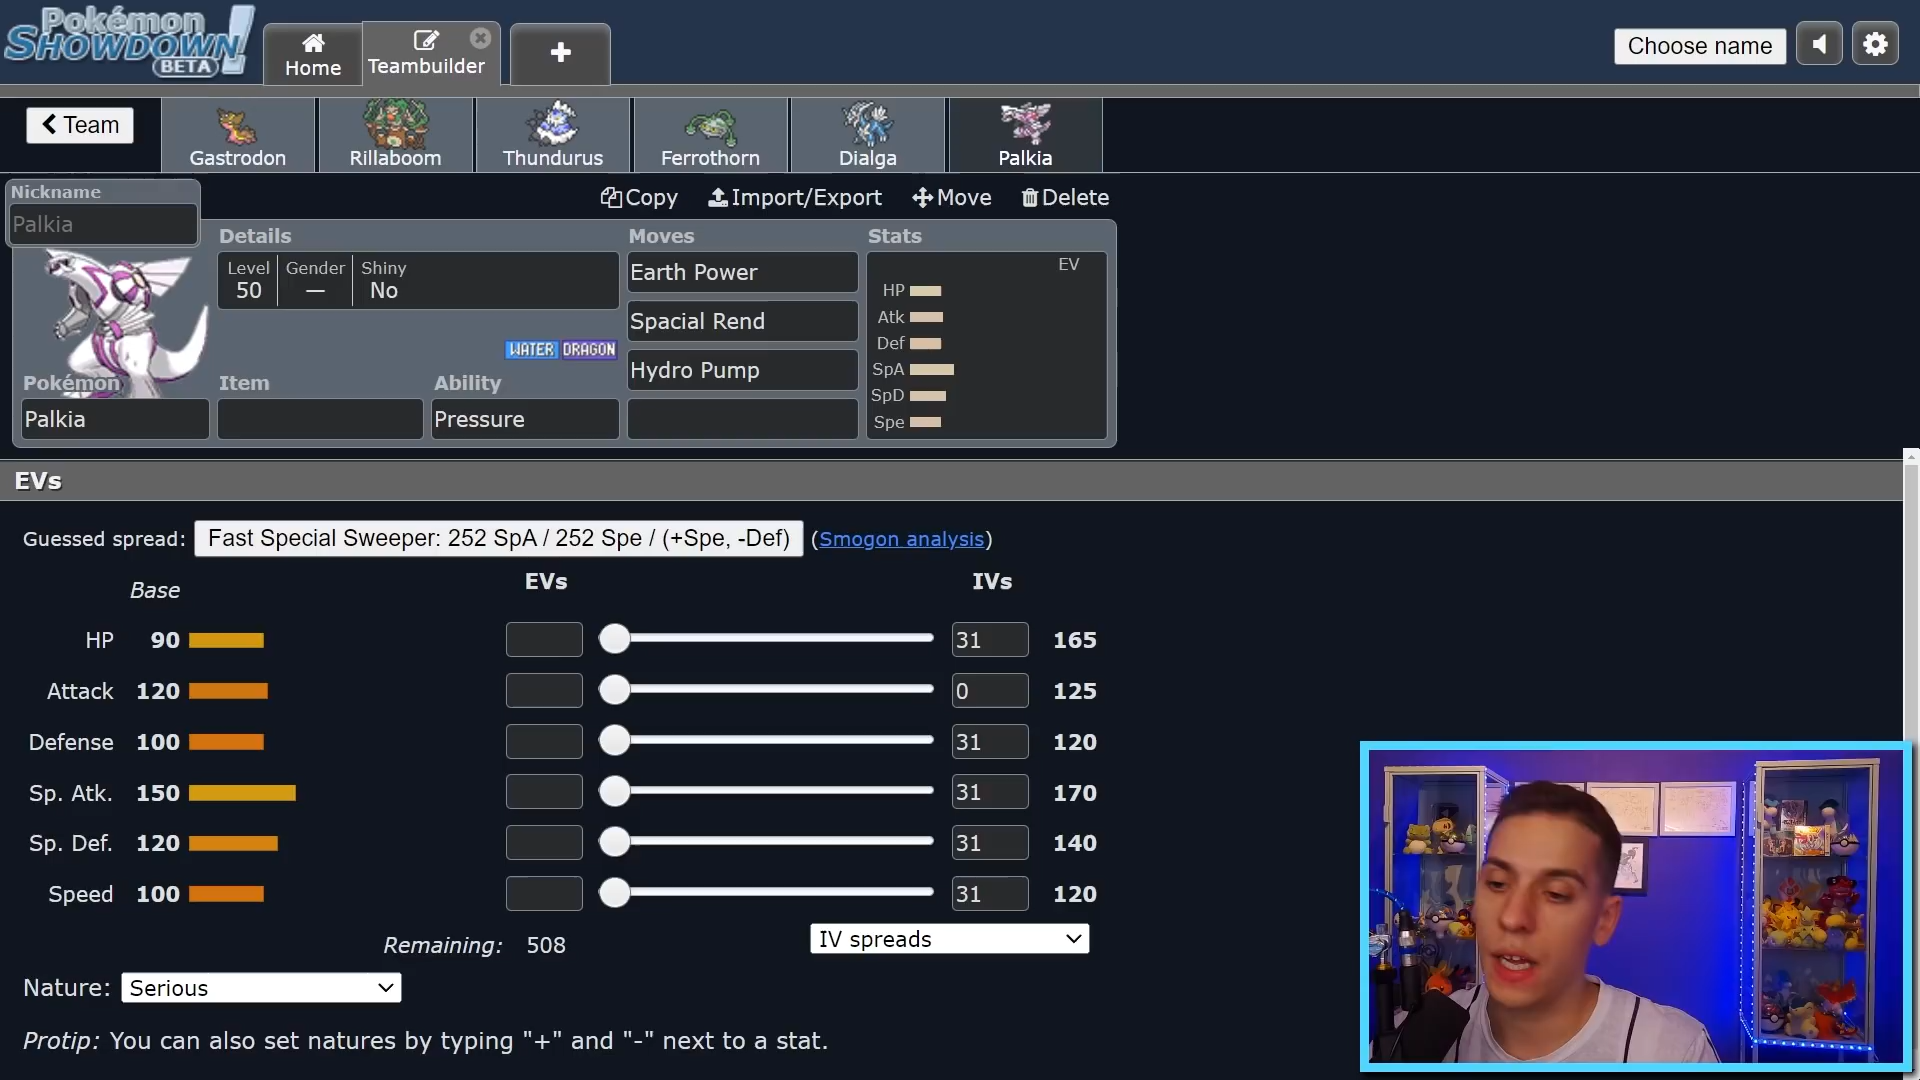 Pokémon
SHOWDOWN!
BETA
Home
Teambuilder
+
Choose name
Team
Gastrodon
Rillaboom
Thundurus
Ferrothorn
Dialga
Palkia
Nickname
Palkia
Copy
Import/Export
Move
Delete
Details
Moves
Stats
Level
Gender
Shiny
50
—
No
WATER
DRAGON
Pokémon
Item
Ability
Palkia
Pressure
Earth Power
Spacial Rend
Hydro Pump
EV
HP
Atk
Def
SpA
SpD
Spe
EVs
Guessed spread: Fast Special Sweeper: 252 SpA / 252 Spe / (+Spe, -Def) (Smogon analysis)
Base EVs IVs
HP 90 31 165
Attack 120 0 125
Defense 100 31 120
Sp. Atk. 150 31 170
Sp. Def. 120 31 140
Speed 100 31 120
Remaining: 508
IV spreads
Nature: Serious
Protip: You can also set natures by typing "+" and "-" next to a stat.